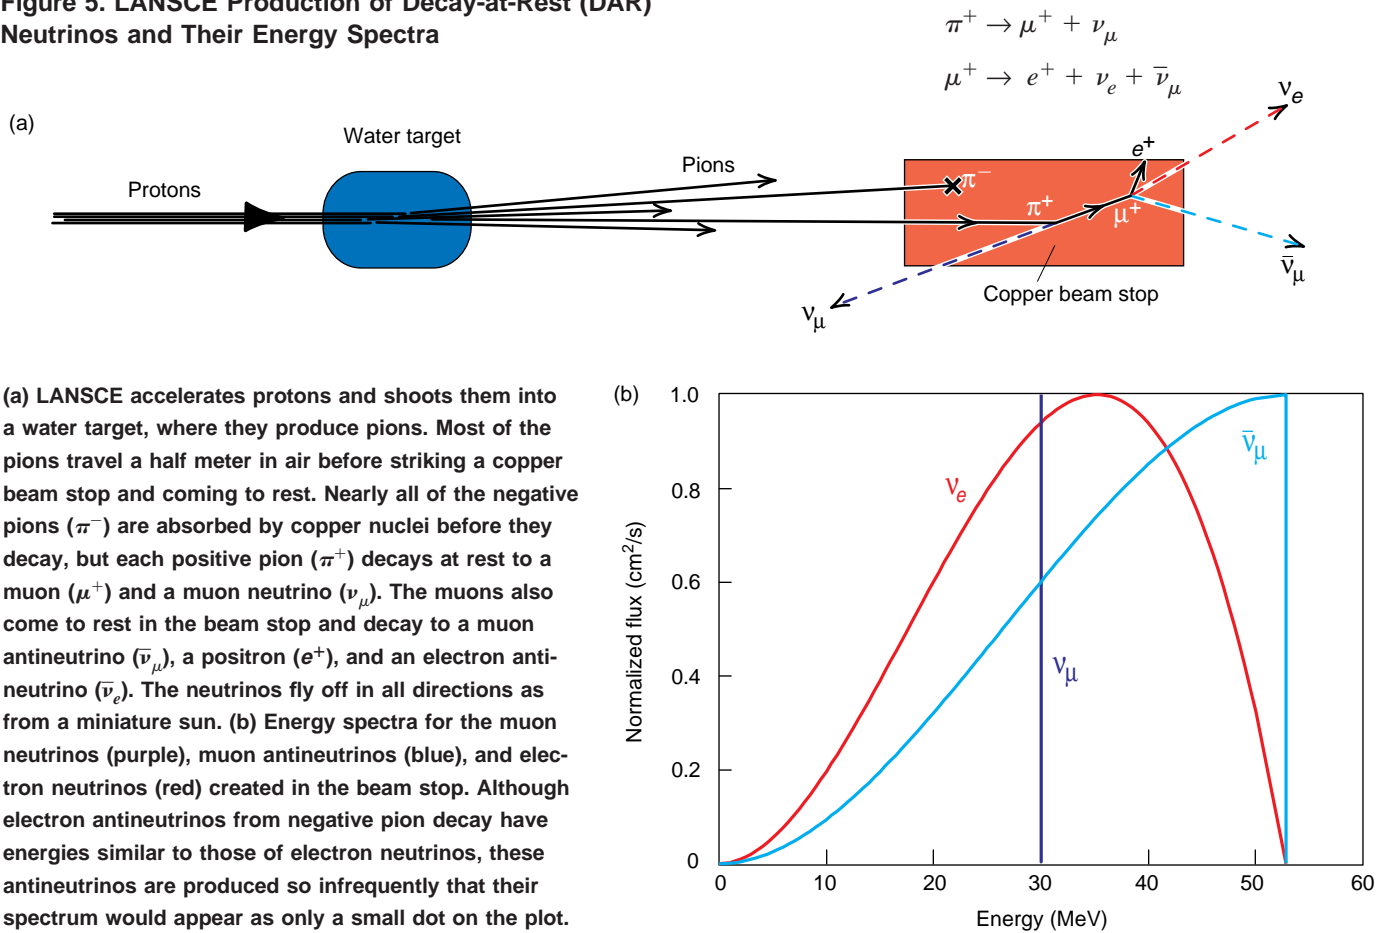 Figure 5. LANSCE Production of Decay-at-Rest (DAR)
Neutrinos and Their Energy Spectra
π⁺ → μ⁺ + ν_μ
μ⁺ → e⁺ + ν_e + ν̄_μ
(a)
Water target
Protons
Pions
π⁻
π⁺
μ⁺
e⁺
ν_e
ν̄_μ
ν_μ
Copper beam stop
(a) LANSCE accelerates protons and shoots them into
a water target, where they produce pions. Most of the
pions travel a half meter in air before striking a copper
beam stop and coming to rest. Nearly all of the negative
pions (π⁻) are absorbed by copper nuclei before they
decay, but each positive pion (π⁺) decays at rest to a
muon (μ⁺) and a muon neutrino (ν_μ). The muons also
come to rest in the beam stop and decay to a muon
antineutrino (ν̄_μ), a positron (e⁺), and an electron anti-
neutrino (ν̄_e). The neutrinos fly off in all directions as
from a miniature sun. (b) Energy spectra for the muon
neutrinos (purple), muon antineutrinos (blue), and elec-
tron neutrinos (red) created in the beam stop. Although
electron antineutrinos from negative pion decay have
energies similar to those of electron neutrinos, these
antineutrinos are produced so infrequently that their
spectrum would appear as only a small dot on the plot.
(b)
Normalized flux (cm²/s)
1.0
0.8
0.6
0.4
0.2
0
ν_e
ν̄_μ
ν_μ
0 10 20 30 40 50 60
Energy (MeV)